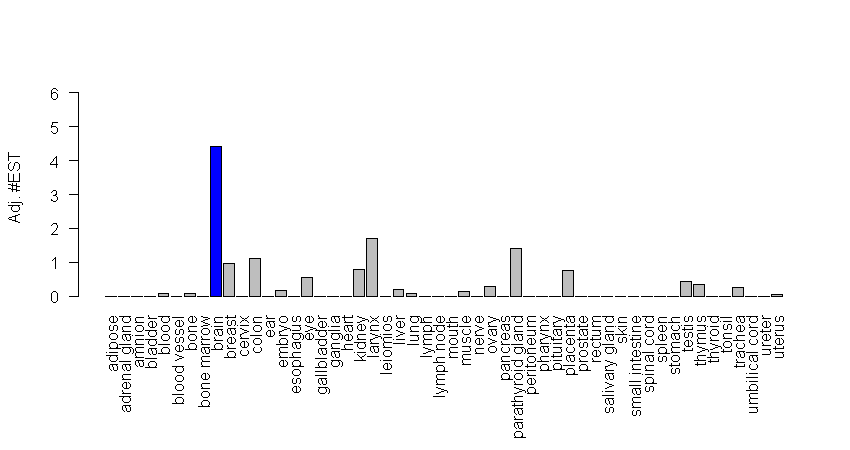 6
5
4
3
2
1
0
Adj. #EST
adipose
adrenal gland
amnion
bladder
blood
blood vessel
bone
bone marrow
brain
breast
cervix
colon
ear
embryo
esophagus
eye
gallbladder
ganglia
heart
kidney
larynx
leiomios
liver
lung
lymph
lymph node
mouth
muscle
nerve
ovary
pancreas
parathyroid gland
peritoneum
pharynx
pituitary
placenta
prostate
rectum
salivary gland
skin
small intestine
spinal cord
spleen
stomach
testis
thymus
thyroid
tonsil
trachea
umbilical cord
ureter
uterus